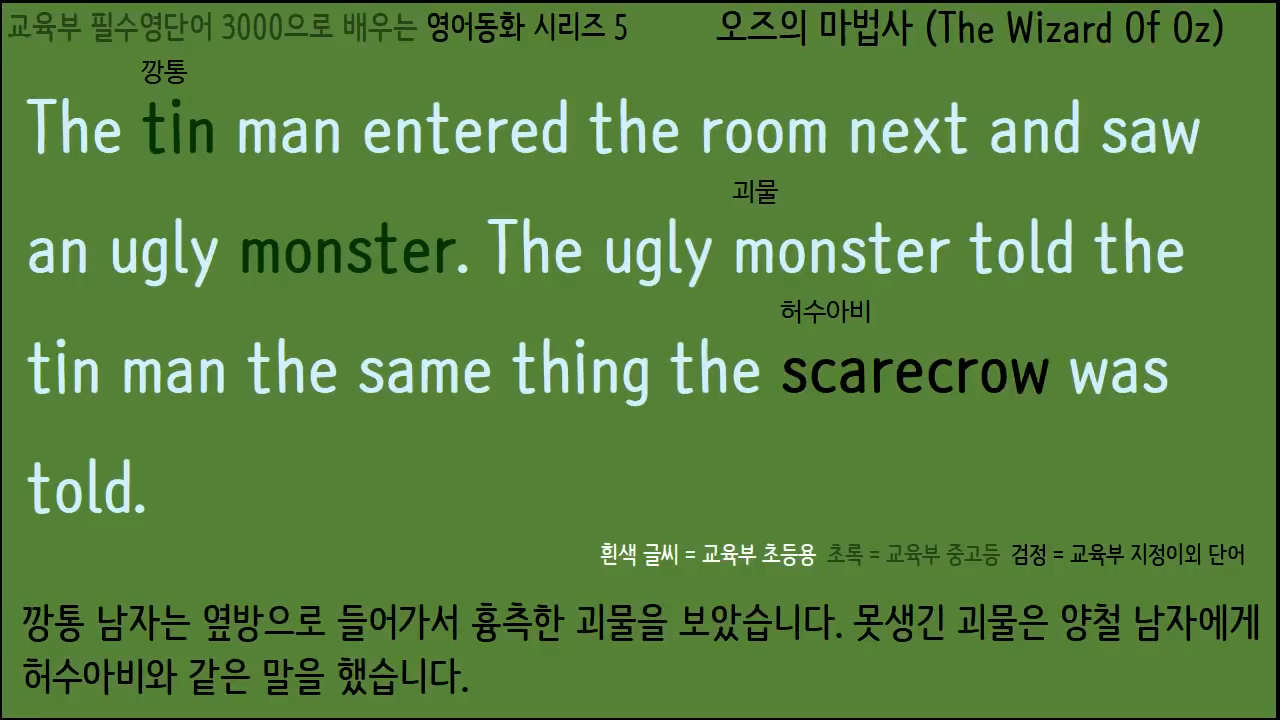 교육부 필수영단어 3000으로 배우는 영어동화 시리즈 5 오즈의 마법사 (The Wizard Of Oz)
깡통
The tin man entered the room next and saw
괴물
an ugly monster. The ugly monster told the
허수아비
tin man the same thing the scarecrow was
told.
흰색 글씨 = 교육부 초등용 초록 = 교육부 중고등 검정 = 교육부 지정이외 단어
깡통 남자는 옆방으로 들어가서 흉측한 괴물을 보았습니다. 못생긴 괴물은 양철 남자에게
허수아비와 같은 말을 했습니다.